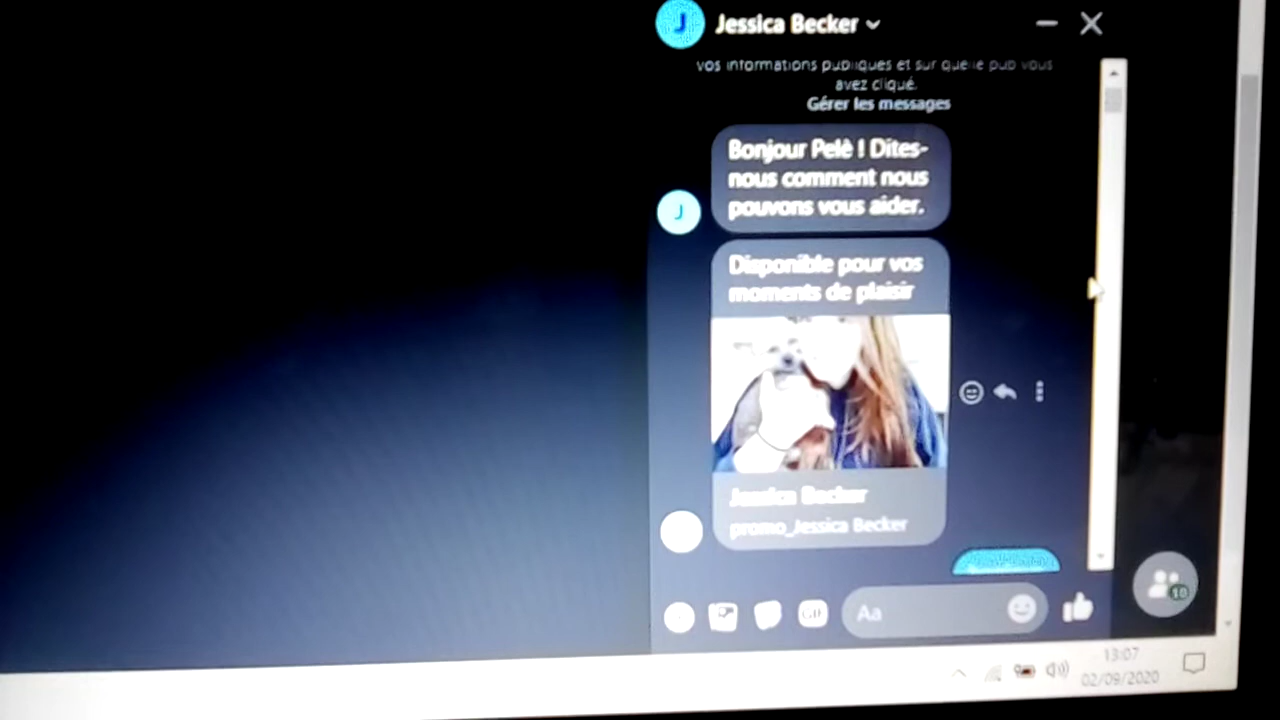 J
Jessica Becker
vos informations publiques et sur quelle pub vous
avez cliqué.
Gérer les messages
Bonjour Pelè ! Dites-
nous comment nous
pouvons vous aider.
J
Disponible pour vos
moments de plaisir
Jessica Becker
promo_Jessica Becker
GIF
Aa
10
13:07
02/09/2020